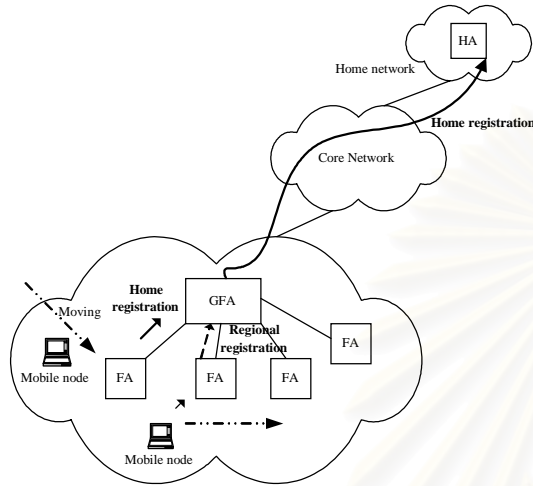 HA
Home network
Home registration
Core Network
Home
registration
GFA
Moving
Regional
registration
FA
Mobile node
FA
FA
FA
Mobile node